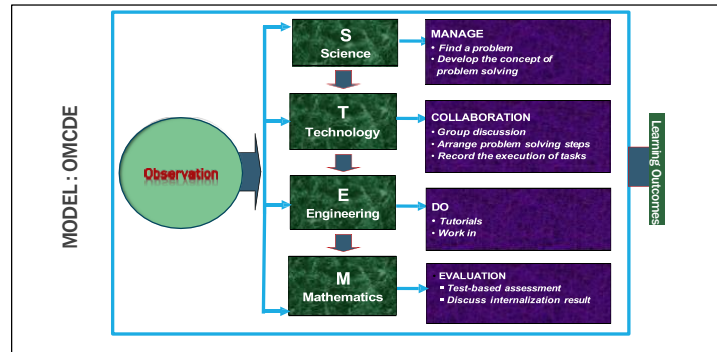 MODEL : OMCDE
Observation
S
Science
T
Technology
E
Engineering
M
Mathematics
MANAGE
• Find a problem
• Develop the concept of
problem solving
COLLABORATION
• Group discussion
• Arrange problem solving steps
• Record the execution of tasks
DO
• Tutorials
• Work in
EVALUATION
▪ Test-based assessment
▪ Discuss internalization result
Learning Outcomes